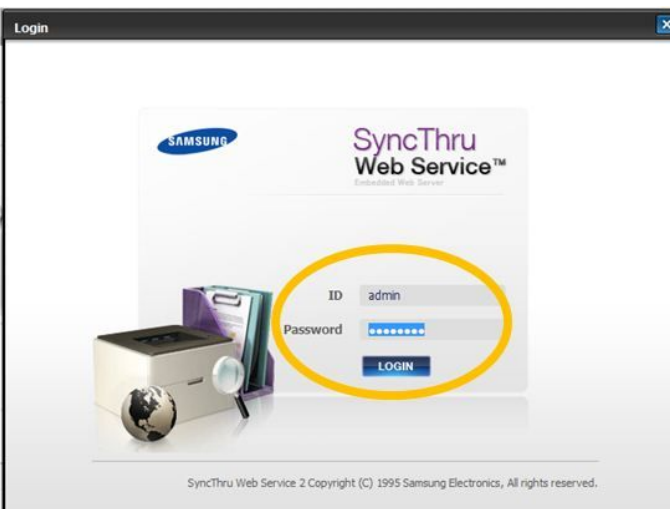 Login
SAMSUNG
SyncThru
Web Service™
Embedded Web Server
ID admin
Password ••••••••
LOGIN
SyncThru Web Service 2 Copyright (C) 1995 Samsung Electronics, All rights reserved.